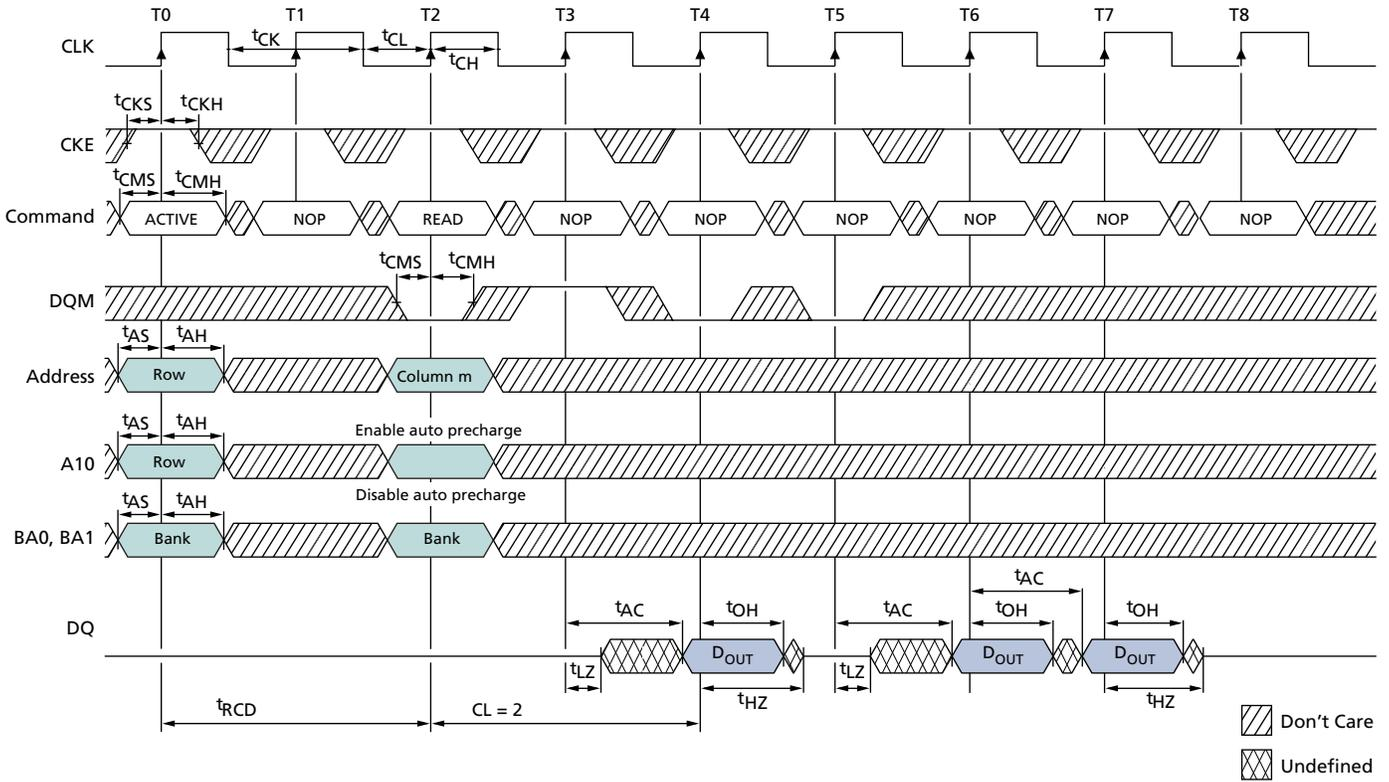 T0 T1 T2 T3 T4 T5 T6 T7 T8
CLK tCK tCL tCH
tCKS tCKH
CKE
tCMS tCMH
Command ACTIVE NOP READ NOP NOP NOP NOP NOP NOP
tCMS tCMH
DQM
tAS tAH
Address Row Column m
tAS tAH Enable auto precharge
A10 Row
tAS tAH Disable auto precharge
BA0, BA1 Bank Bank
tAC
DQ tAC tOH tAC tOH tOH
DOUT DOUT DOUT
tLZ tHZ tLZ tHZ
tRCD CL = 2
Don't Care
Undefined